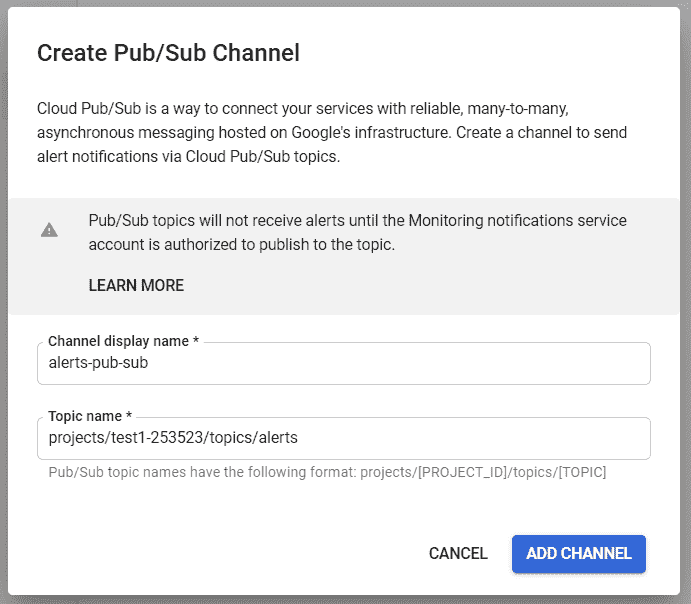 Create Pub/Sub Channel
Cloud Pub/Sub is a way to connect your services with reliable, many-to-many,
asynchronous messaging hosted on Google's infrastructure. Create a channel to send
alert notifications via Cloud Pub/Sub topics.
Pub/Sub topics will not receive alerts until the Monitoring notifications service
account is authorized to publish to the topic.
LEARN MORE
Channel display name *
alerts-pub-sub
Topic name *
projects/test1-253523/topics/alerts
Pub/Sub topic names have the following format: projects/[PROJECT_ID]/topics/[TOPIC]
CANCEL ADD CHANNEL